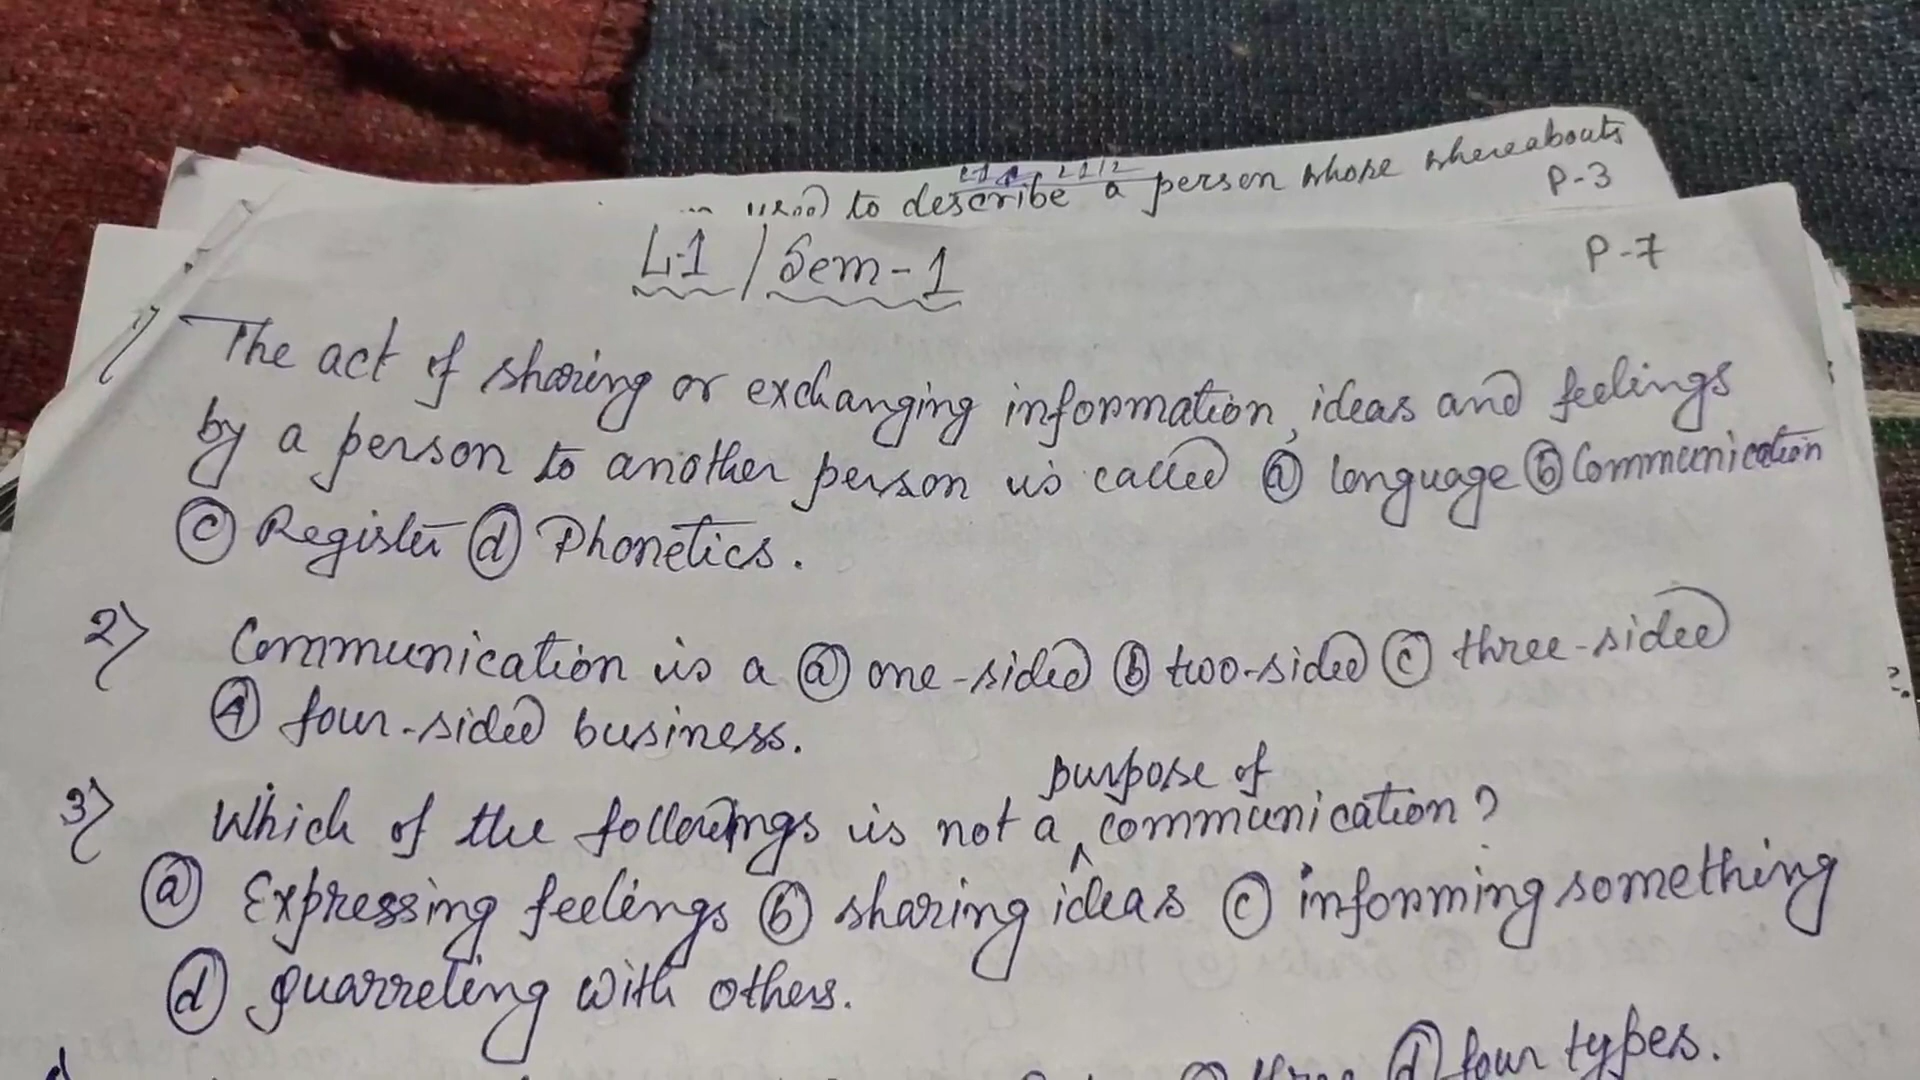 to describe a person whose whereabouts
P-3
L-1 / Sem-1
P-7
1) The act of sharing or exchanging information, ideas and feelings
by a person to another person is called ⓐ language ⓑ Communication
ⓒ Register ⓓ Phonetics.
2) Communication is a ⓐ one-sided ⓑ two-sided ⓒ three-sided
ⓓ four-sided business.
purpose of
3) Which of the followings is not a ^ communication?
ⓐ Expressing feelings ⓑ sharing ideas ⓒ informing something
ⓓ quarreling with others.
three ⓓ four types.